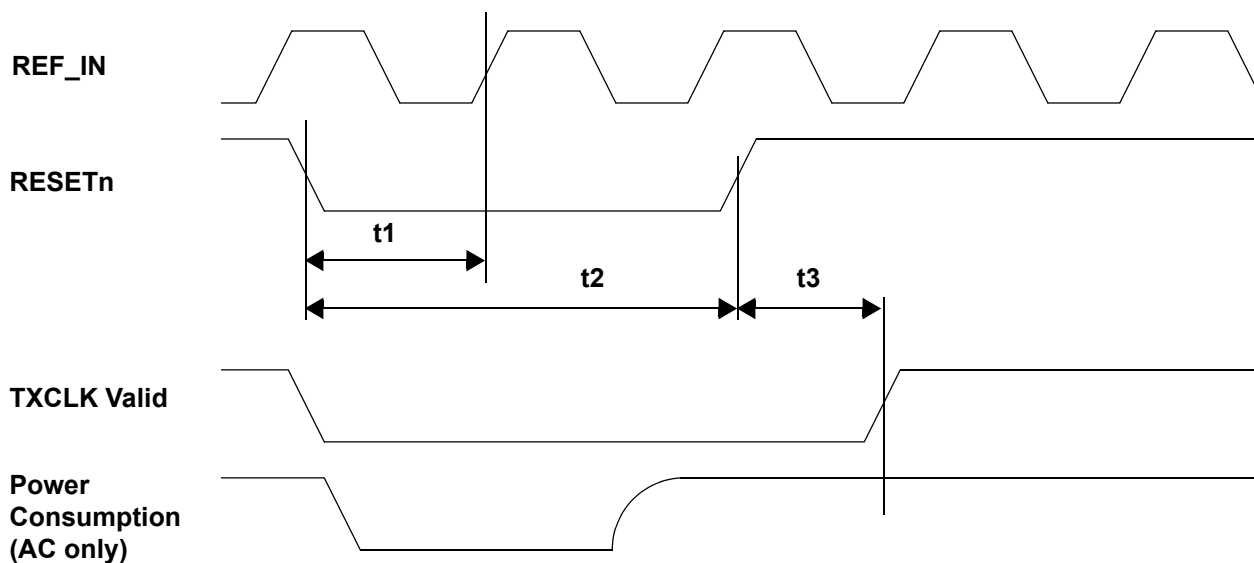 REF_IN
RESETn
t1
t2
t3
TXCLK Valid
Power
Consumption
(AC only)